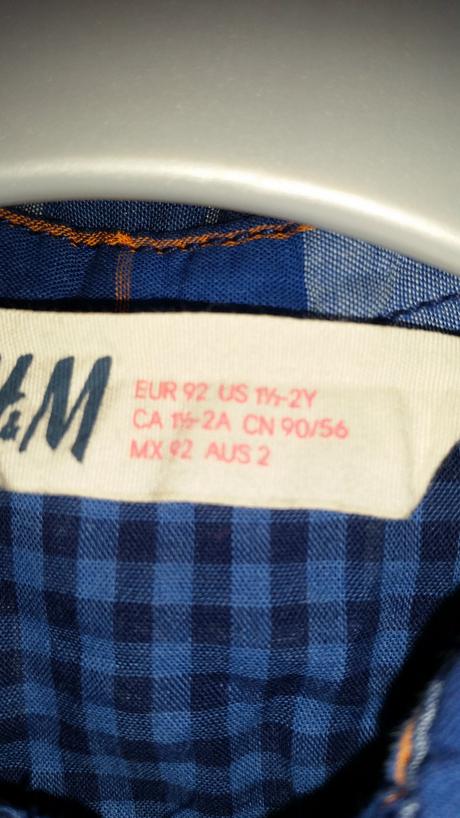 H&M
EUR 92 US 1½-2Y
CA 1½-2A CN 90/56
MX 92 AUS 2